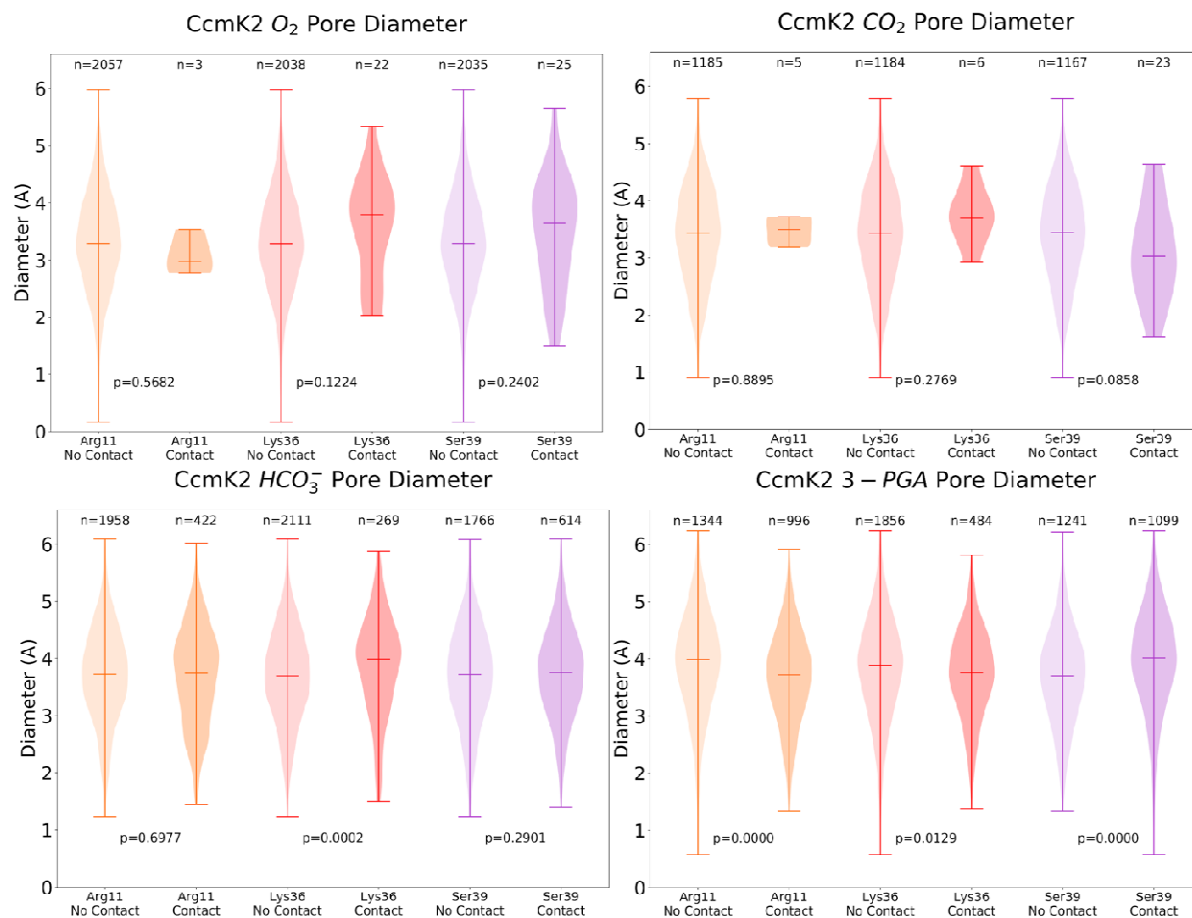 CcmK2 O₂ Pore Diameter
n=2057 n=3 n=2038 n=22 n=2035 n=25
Diameter (A)
6
5
4
3
2
1
0
p=0.5682 p=0.1224 p=0.2402
Arg11 Arg11 Lys36 Lys36 Ser39 Ser39
No Contact Contact No Contact Contact No Contact Contact
CcmK2 CO₂ Pore Diameter
n=1185 n=5 n=1184 n=6 n=1167 n=23
Diameter (A)
6
5
4
3
2
1
0
p=0.8895 p=0.2769 p=0.0858
Arg11 Arg11 Lys36 Lys36 Ser39 Ser39
No Contact Contact No Contact Contact No Contact Contact
CcmK2 HCO₃⁻ Pore Diameter
n=1958 n=422 n=2111 n=269 n=1766 n=614
Diameter (A)
6
5
4
3
2
1
0
p=0.6977 p=0.0002 p=0.2901
Arg11 Arg11 Lys36 Lys36 Ser39 Ser39
No Contact Contact No Contact Contact No Contact Contact
CcmK2 3 − PGA Pore Diameter
n=1344 n=996 n=1856 n=484 n=1241 n=1099
Diameter (A)
6
5
4
3
2
1
0
p=0.0000 p=0.0129 p=0.0000
Arg11 Arg11 Lys36 Lys36 Ser39 Ser39
No Contact Contact No Contact Contact No Contact Contact